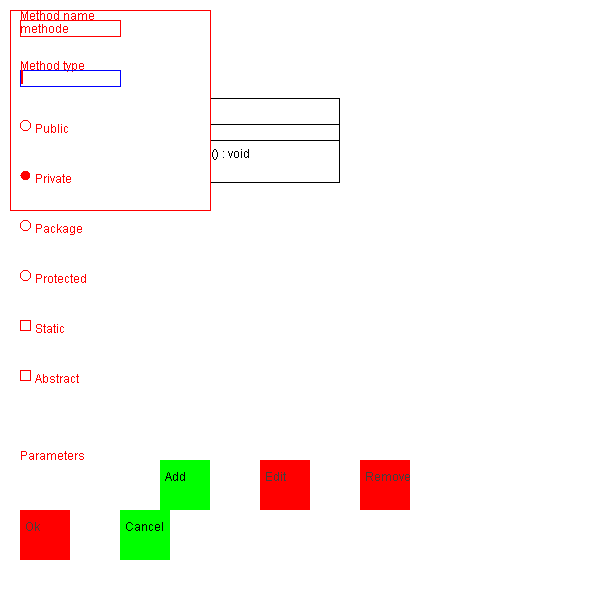 Method name
methode
Method type
Public
() : void
Private
Package
Protected
Static
Abstract
Parameters
Add
Edit
Remove
Ok
Cancel